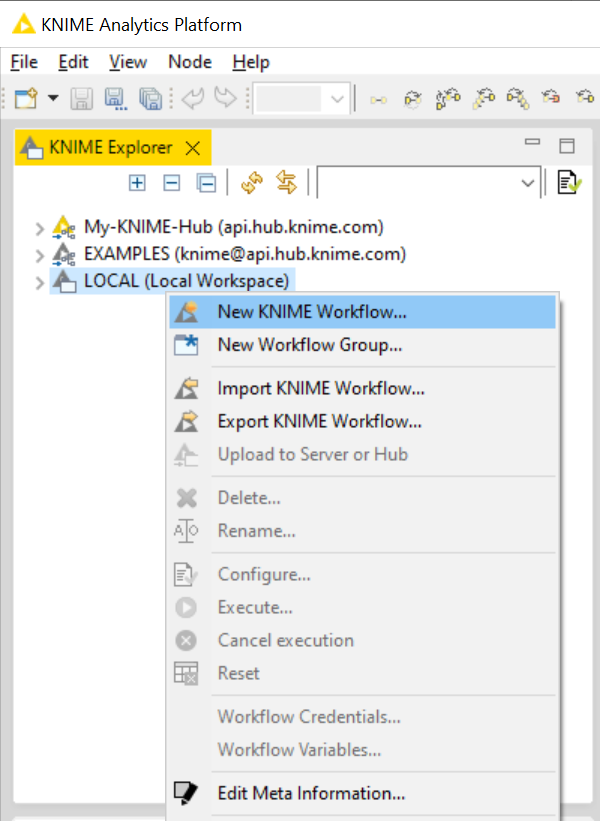 KNIME Analytics Platform
File Edit View Node Help
KNIME Explorer
My-KNIME-Hub (api.hub.knime.com)
EXAMPLES (knime@api.hub.knime.com)
LOCAL (Local Workspace)
New KNIME Workflow...
New Workflow Group...
Import KNIME Workflow...
Export KNIME Workflow...
Upload to Server or Hub
Delete...
Rename...
Configure...
Execute...
Cancel execution
Reset
Workflow Credentials...
Workflow Variables...
Edit Meta Information...